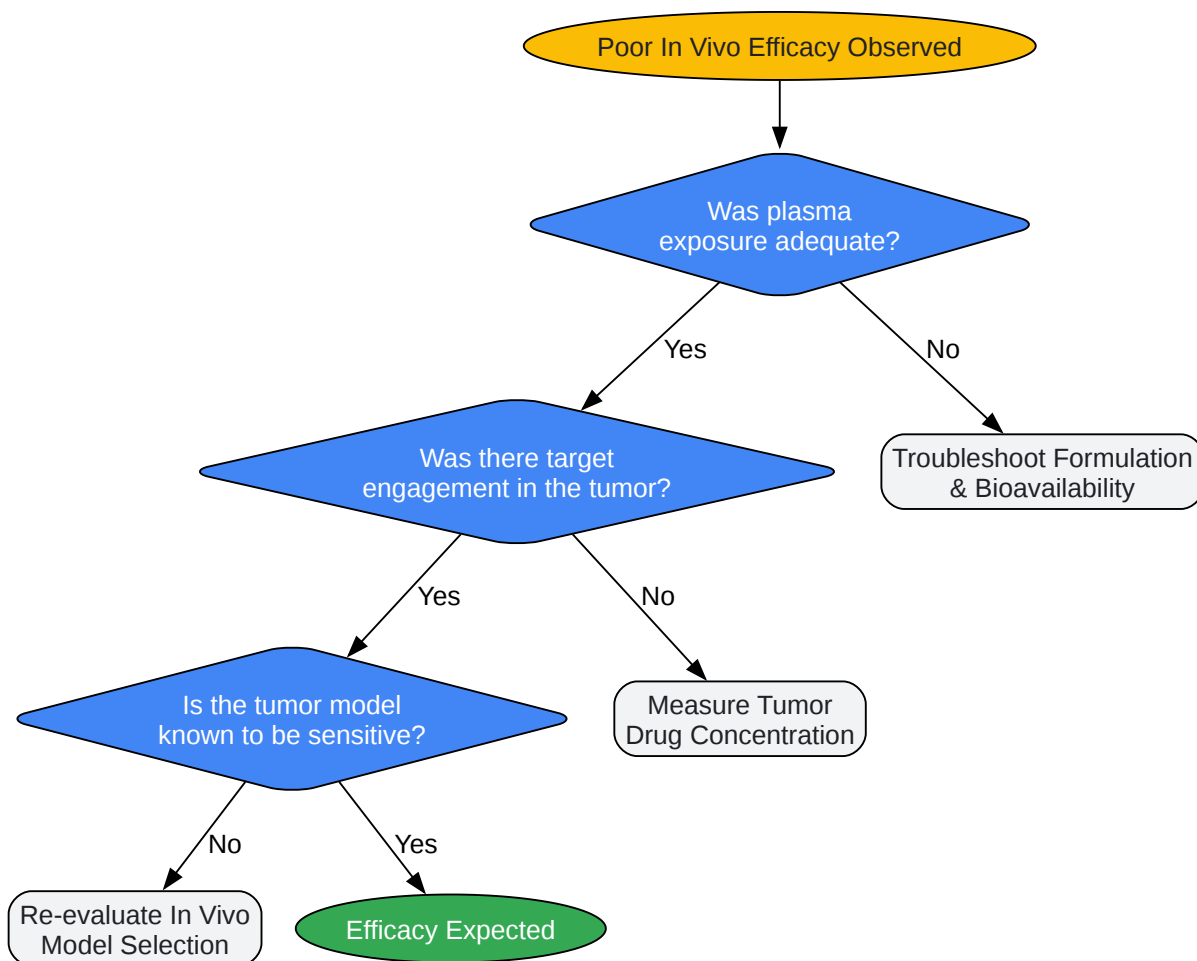 Poor In Vivo Efficacy Observed
Was plasma
exposure adequate?
Yes
No
Was there target
engagement in the tumor?
Troubleshoot Formulation
& Bioavailability
Yes
No
Is the tumor model
known to be sensitive?
Measure Tumor
Drug Concentration
No
Yes
Re-evaluate In Vivo
Model Selection
Efficacy Expected